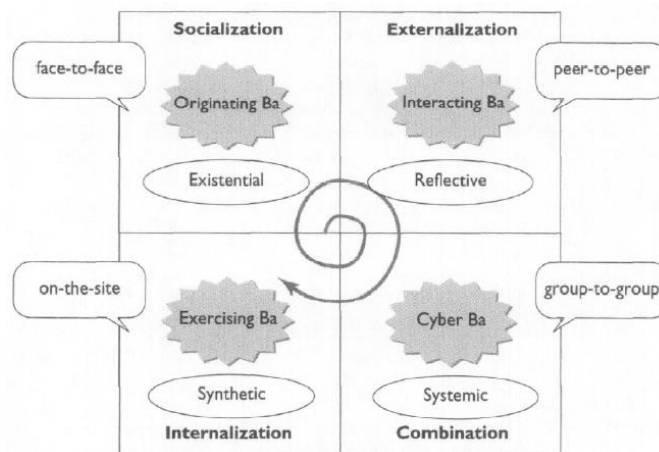 Socialization
Externalization
face-to-face
peer-to-peer
Originating Ba
Interacting Ba
Existential
Reflective
on-the-site
group-to-group
Exercising Ba
Cyber Ba
Synthetic
Systemic
Internalization
Combination